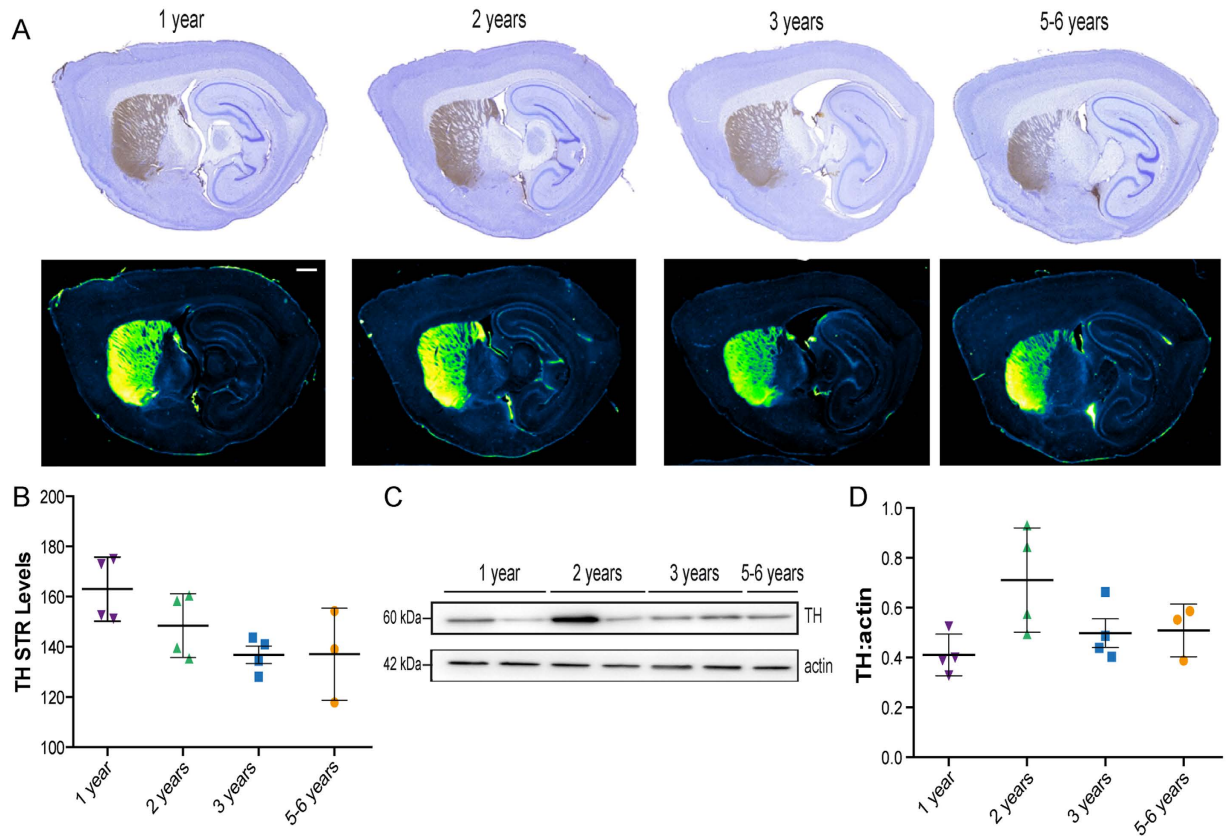 A
1 year
2 years
3 years
5-6 years
B
TH STR Levels
200
180
160
140
120
100
1 year
2 years
3 years
5-6 years
C
1 year
2 years
3 years
5-6 years
60 kDa
TH
42 kDa
actin
D
TH:actin
1.0
0.8
0.6
0.4
0.2
0.0
1 year
2 years
3 years
5-6 years